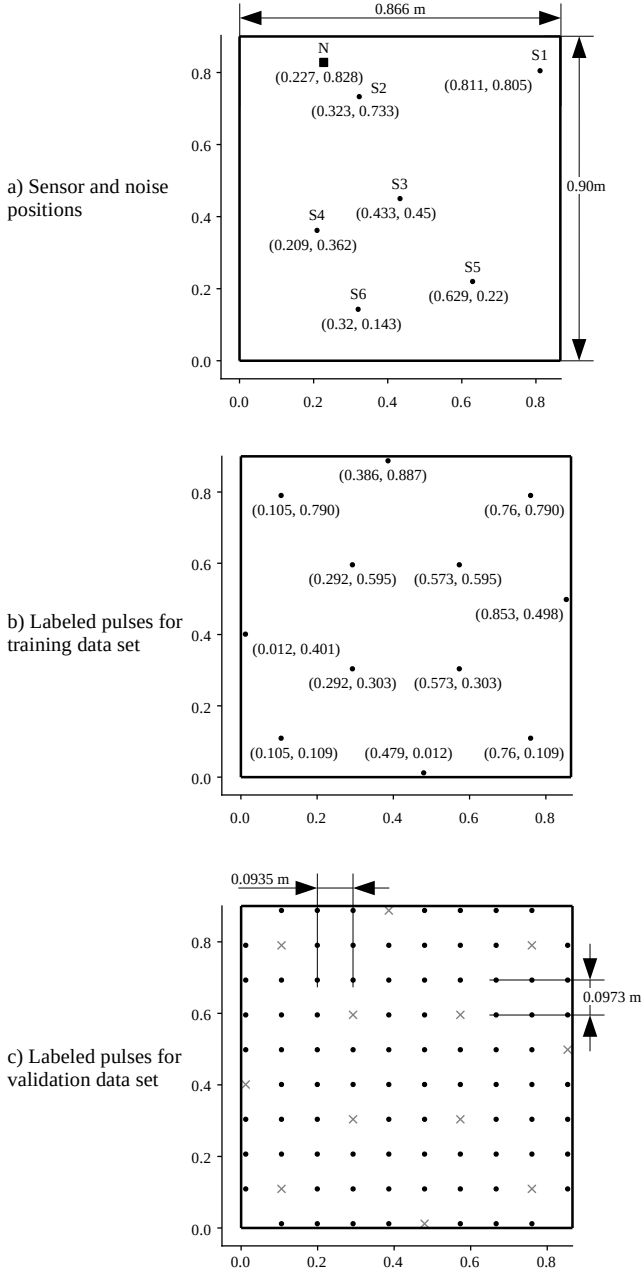 0.866 m
N
(0.227, 0.828)
S1
(0.811, 0.805)
S2
(0.323, 0.733)
S3
(0.433, 0.45)
S4
(0.209, 0.362)
S5
(0.629, 0.22)
S6
(0.32, 0.143)
0.90m
a) Sensor and noise
positions
0.8
0.6
0.4
0.2
0.0
0.0 0.2 0.4 0.6 0.8
(0.386, 0.887)
(0.105, 0.790) (0.76, 0.790)
(0.292, 0.595) (0.573, 0.595)
(0.853, 0.498)
(0.012, 0.401)
(0.292, 0.303) (0.573, 0.303)
(0.105, 0.109) (0.479, 0.012) (0.76, 0.109)
b) Labeled pulses for
training data set
0.8
0.6
0.4
0.2
0.0
0.0 0.2 0.4 0.6 0.8
0.0935 m
0.0973 m
c) Labeled pulses for
validation data set
0.8
0.6
0.4
0.2
0.0
0.0 0.2 0.4 0.6 0.8